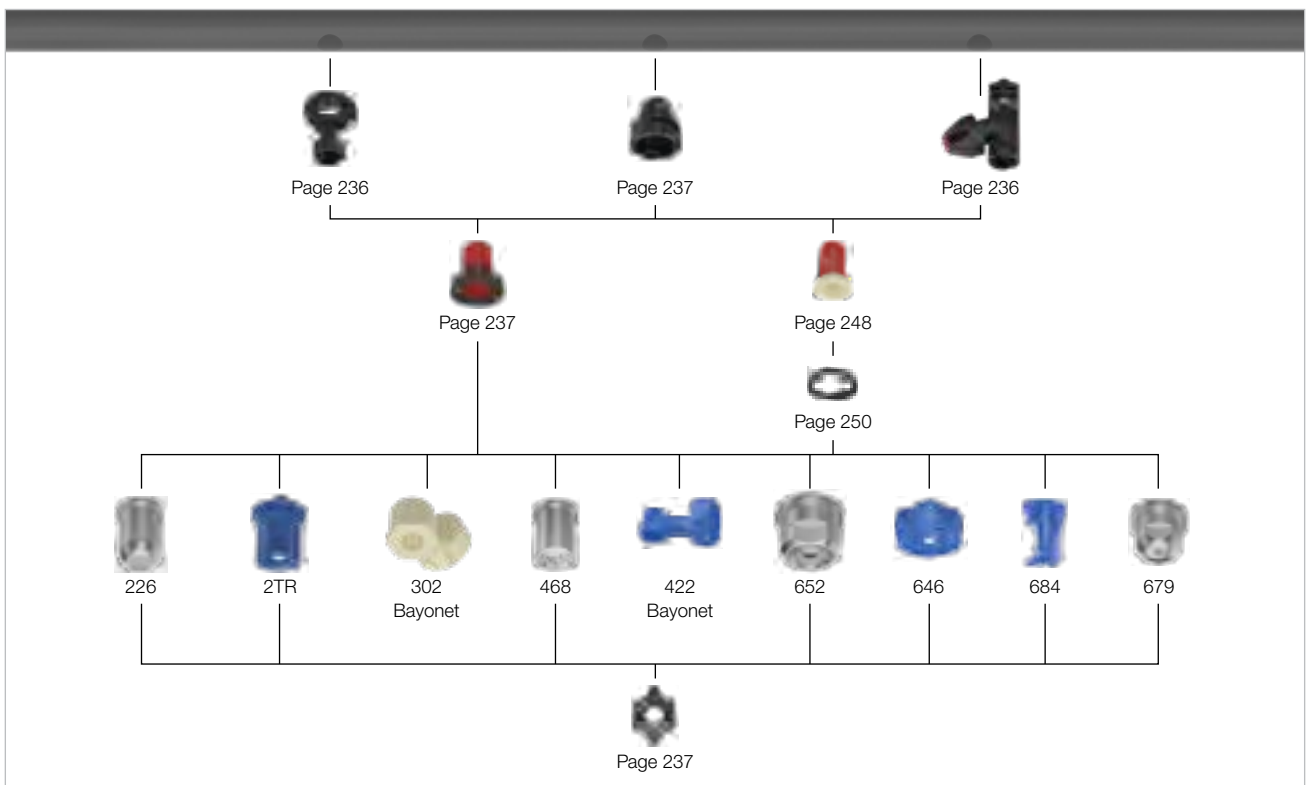 Page 236
Page 237
Page 236
Page 237
Page 248
Page 250
226
2TR
302
Bayonet
468
422
Bayonet
652
646
684
679
Page 237